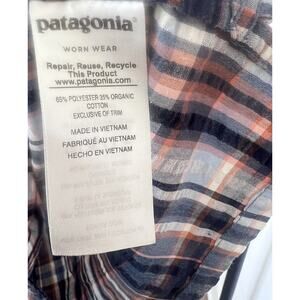 patagonia®
WORN WEAR
Repair, Reuse, Recycle
This Product
www.patagonia.com
65% POLYESTER 35% ORGANIC
COTTON
EXCLUSIVE OF TRIM
MADE IN VIETNAM
FABRIQUÉ AU VIETNAM
HECHO EN VIETNAM